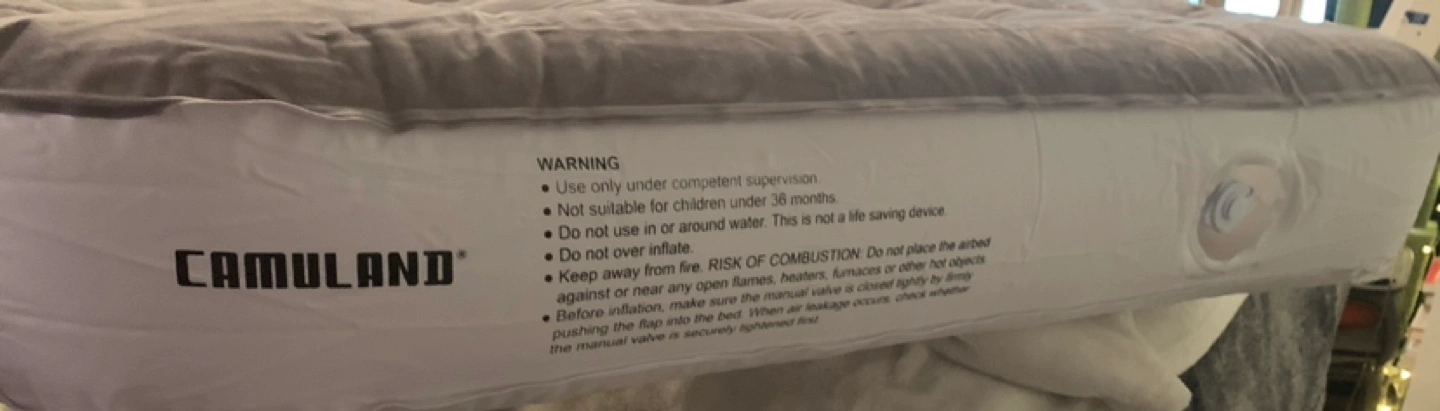 CAMULAND®
WARNING
• Use only under competent supervision.
• Not suitable for children under 36 months.
• Do not use in or around water. This is not a life saving device.
• Do not over inflate.
• Keep away from fire. RISK OF COMBUSTION: Do not place the airbed
against or near any open flames, heaters, furnaces or other hot objects
• Before inflation, make sure the manual valve is closed tightly by firmly
pushing the flap into the bed. When air leakage occurs, check whether
the manual valve is securely tightened first.